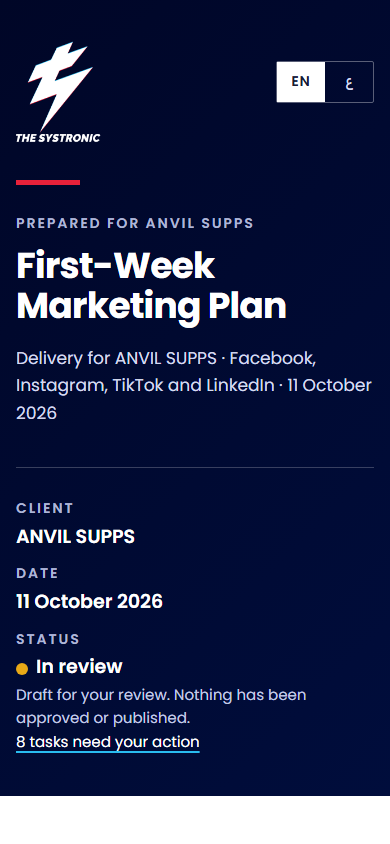 THE SYSTRONIC
EN
ع
PREPARED FOR ANVIL SUPPS
First-Week
Marketing Plan
Delivery for ANVIL SUPPS · Facebook,
Instagram, TikTok and LinkedIn · 11 October
2026
CLIENT
ANVIL SUPPS
DATE
11 October 2026
STATUS
In review
Draft for your review. Nothing has been
approved or published.
8 tasks need your action